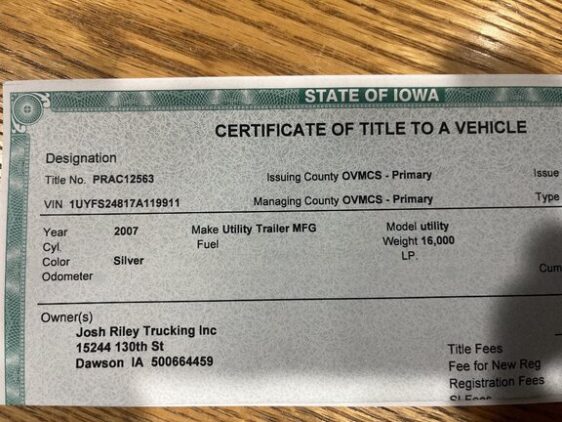 STATE OF IOWA
CERTIFICATE OF TITLE TO A VEHICLE
Designation
Title No. PRAC12563 Issuing County OVMCS - Primary Issue
VIN 1UYFS24817A119911 Managing County OVMCS - Primary Type
Year 2007 Make Utility Trailer MFG Model utility
Cyl. Fuel Weight 16,000
Color Silver LP.
Odometer Cum
Owner(s)
Josh Riley Trucking Inc
15244 130th St
Dawson IA 500664459
Title Fees
Fee for New Reg
Registration Fees
SI Fees